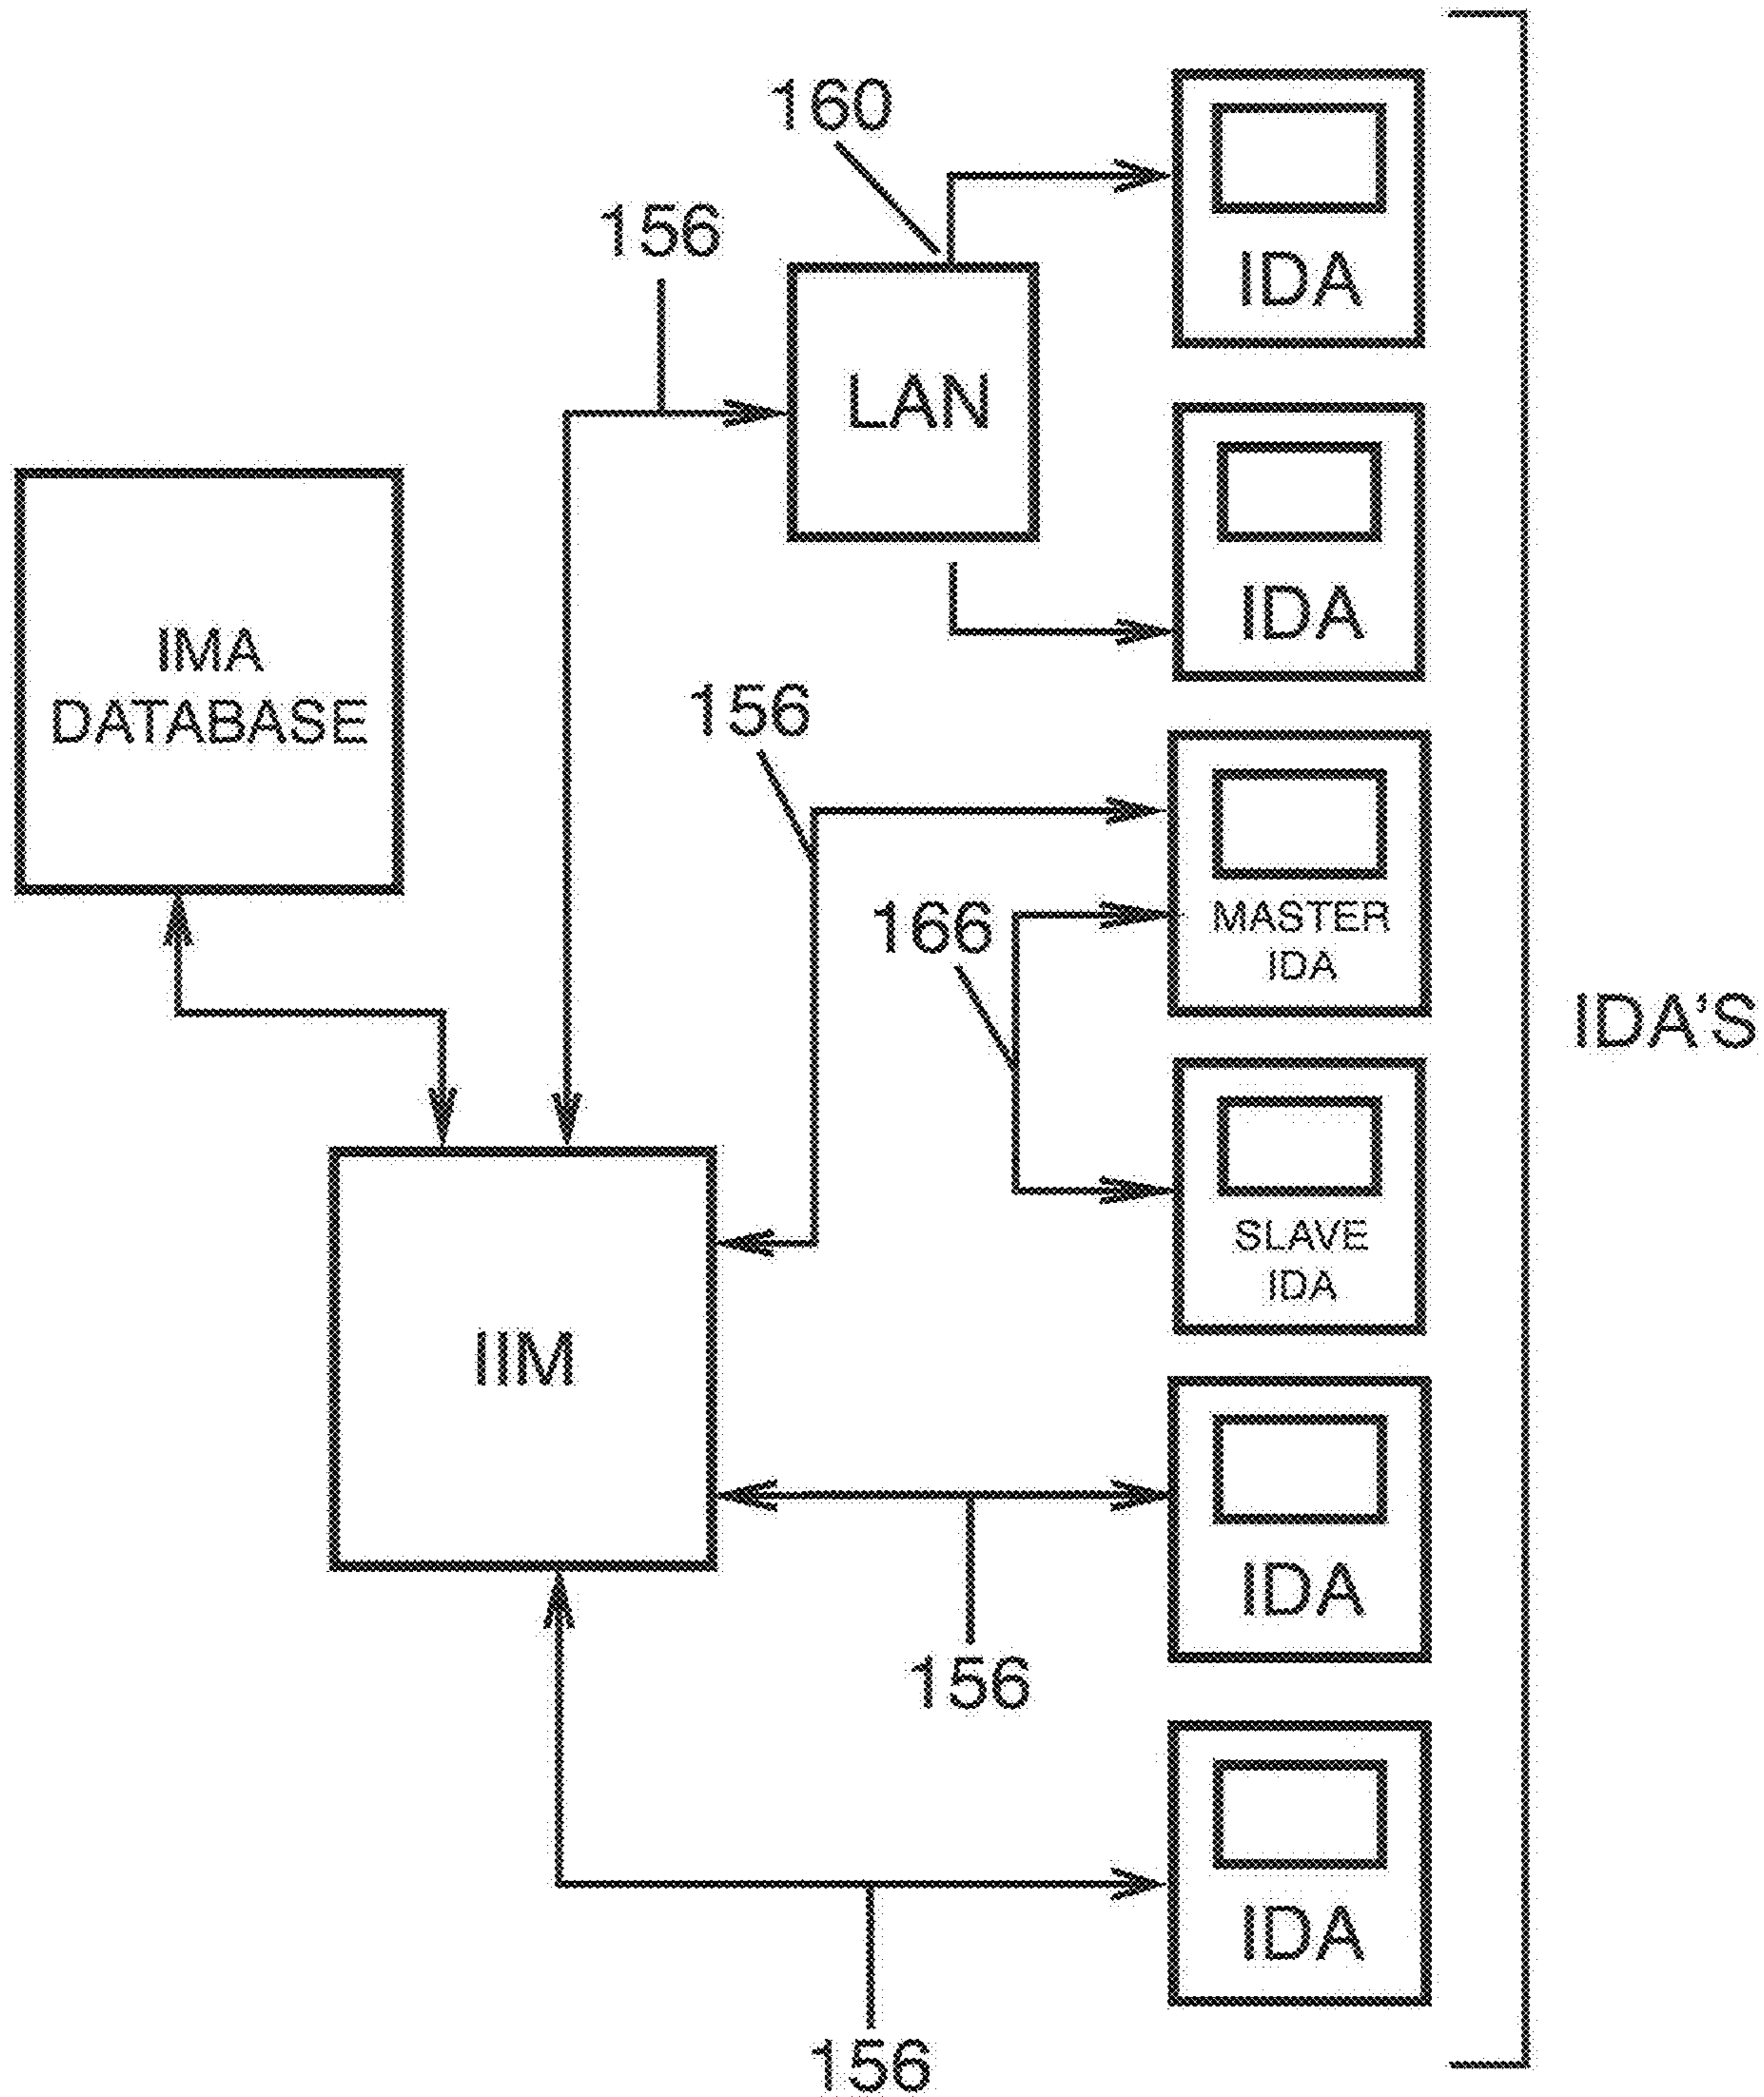 160
IDA
156
LAN
IDA
IMA
DATABASE
156
MASTER
IDA
166
IDA'S
SLAVE
IDA
IIM
IDA
156
IDA
156